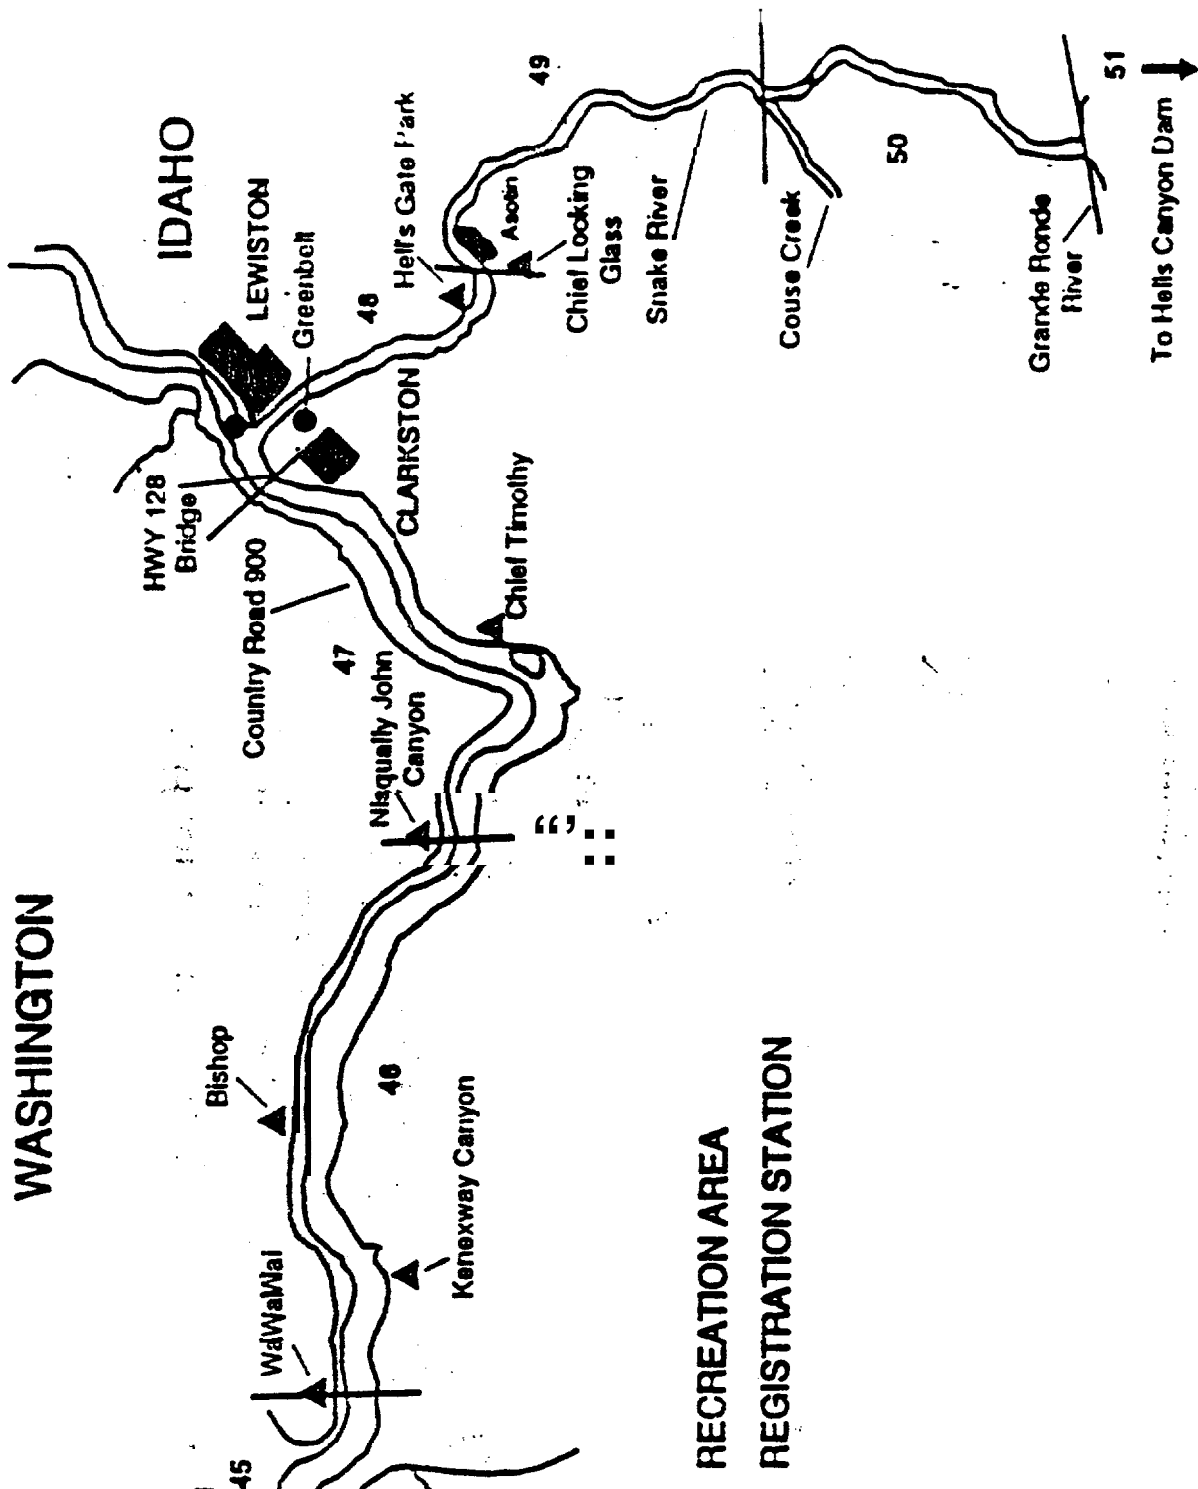 WASHINGTON
IDAHO
LEWISTON
Greenbelt
HWY 128
Bridge
Country Road 900
CLARKSTON
48
Hell's Gate Park
Asotin
Chief Looking
Glass
49
Snake River
Couse Creek
50
Grande Ronde
River
51
To Hells Canyon Dam
Chief Timothy
47
Nisqually John
Canyon
Bishop
46
Kenexway Canyon
WaWaWai
45
RECREATION AREA
REGISTRATION STATION